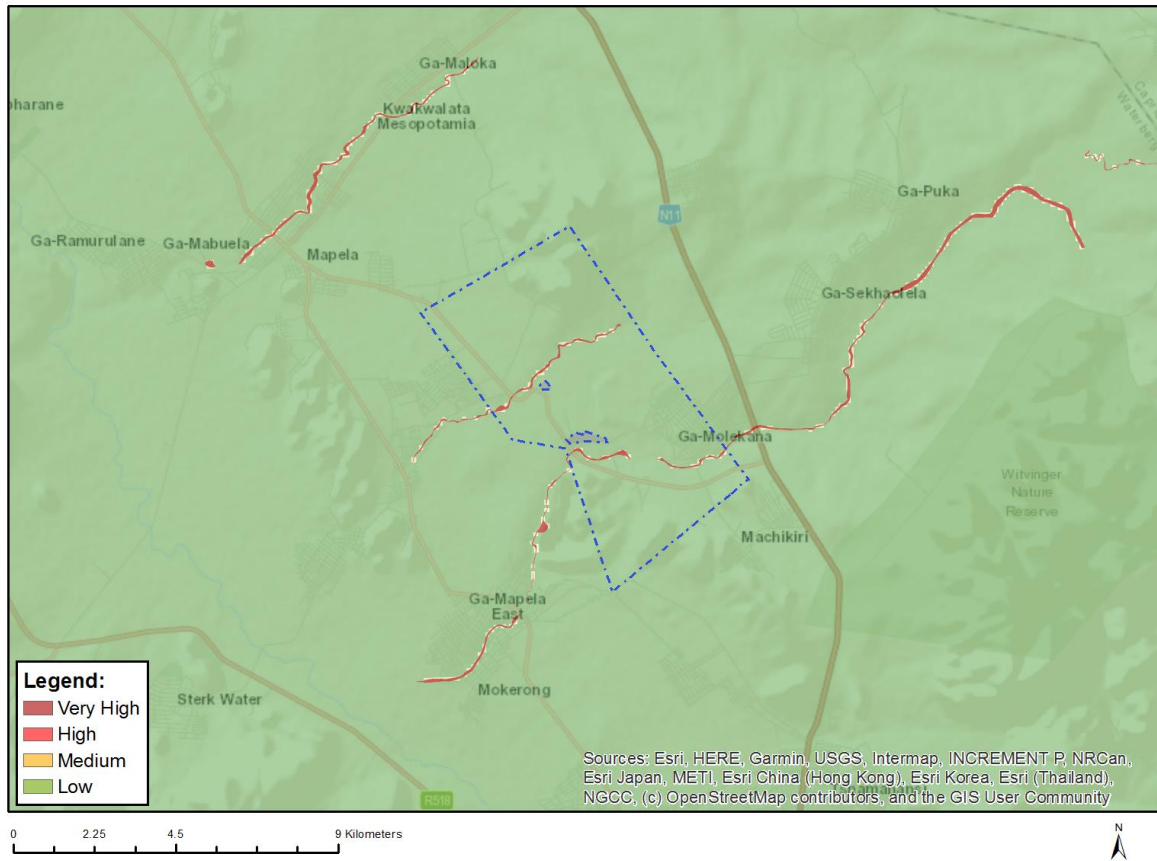 Ga-Maloka
Kwakwalata
Mesopotamia
pharane
Capri
Waterberg
Ga-Puka
N11
Ga-Ramurulane
Ga-Mabuela
Mapela
Ga-Sekhaolela
Ga-Molekana
Witvinger
Nature
Reserve
Machikiri
Ga-Mapela
East
Mokerong
Sterk Water
R518
Legend:
Very High
High
Medium
Low
Sources: Esri, HERE, Garmin, USGS, Intermap, INCREMENT P, NRCan,
Esri Japan, METI, Esri China (Hong Kong), Esri Korea, Esri (Thailand),
NGCC, (c) OpenStreetMap contributors, and the GIS User Community
0 2.25 4.5 9 Kilometers
N